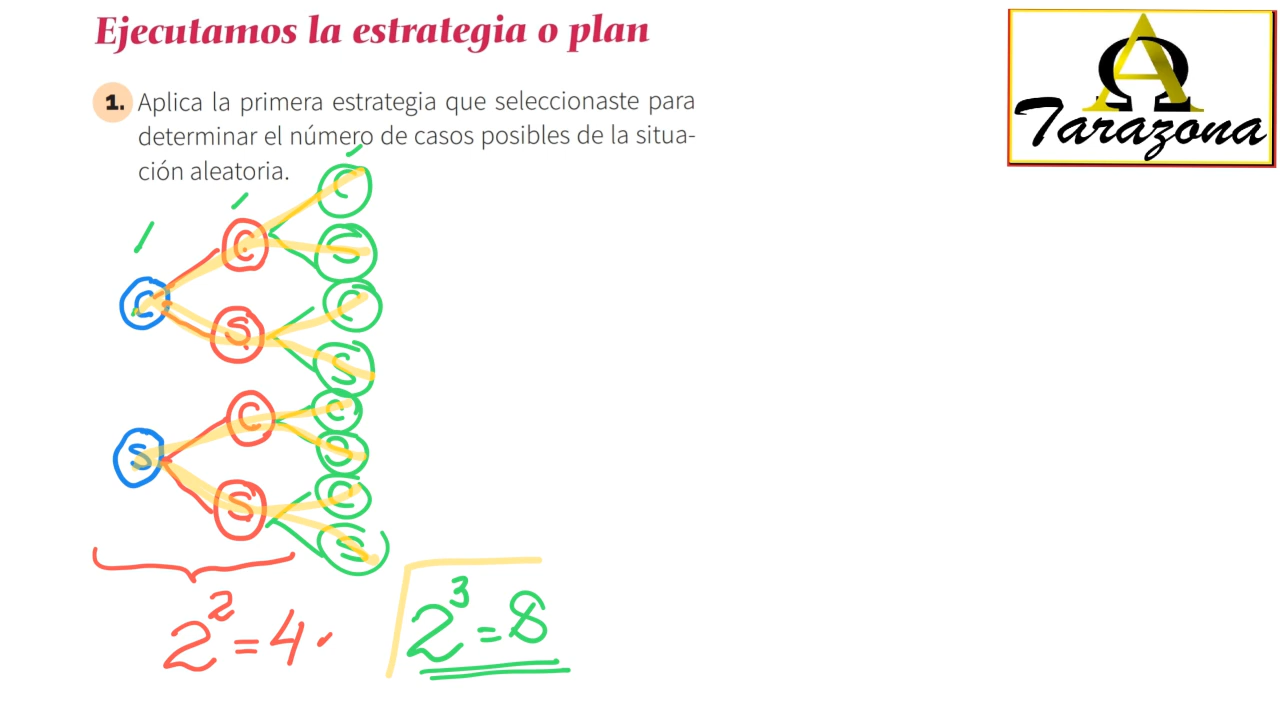 Ejecutamos la estrategia o plan
1. Aplica la primera estrategia que seleccionaste para
determinar el número de casos posibles de la situa-
ción aleatoria.
AΩ
Tarazona
C
C
C
S
C
S
S
C
C
S
S
C
S
2² = 4
2³ = 8